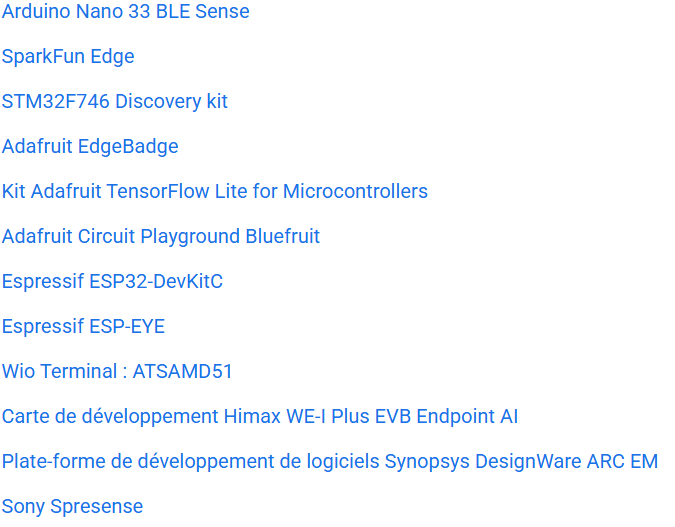 Arduino Nano 33 BLE Sense
SparkFun Edge
STM32F746 Discovery kit
Adafruit EdgeBadge
Kit Adafruit TensorFlow Lite for Microcontrollers
Adafruit Circuit Playground Bluefruit
Espressif ESP32-DevKitC
Espressif ESP-EYE
Wio Terminal : ATSAMD51
Carte de développement Himax WE-I Plus EVB Endpoint AI
Plate-forme de développement de logiciels Synopsys DesignWare ARC EM
Sony Spresense